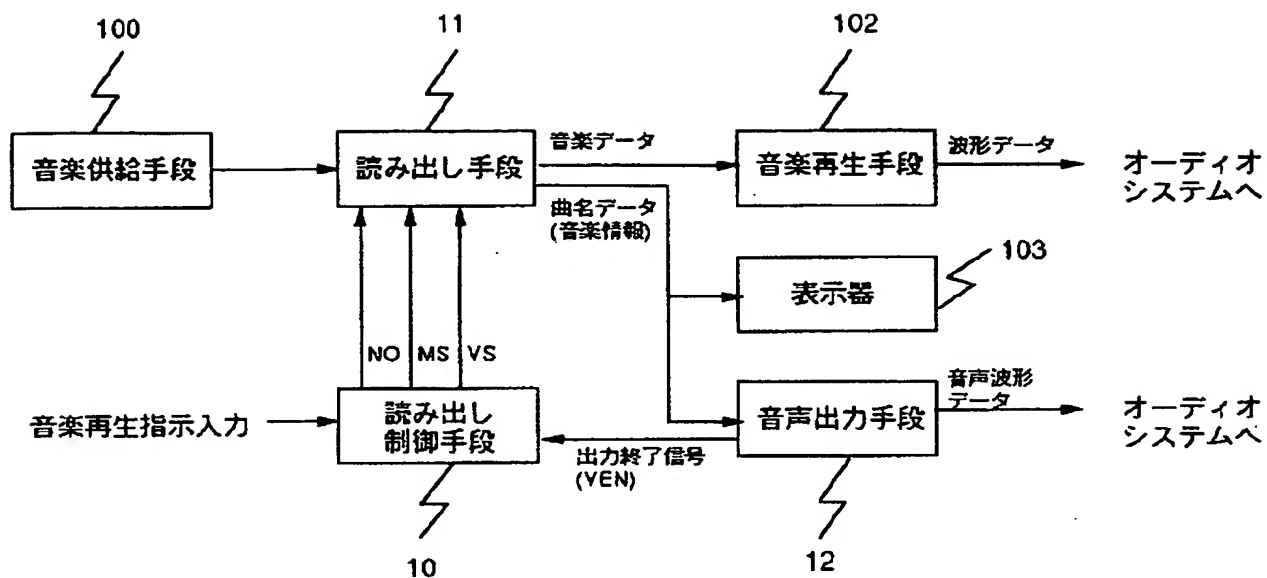 100
11
102
音楽供給手段
読み出し手段
音楽データ
音楽再生手段
波形データ
オーディオ
システムへ
曲名データ
(音楽情報)
103
表示器
NO
MS
VS
音楽再生指示入力
読み出し
制御手段
音声出力手段
音声波形
データ
オーディオ
システムへ
出力終了信号
(VEN)
10
12